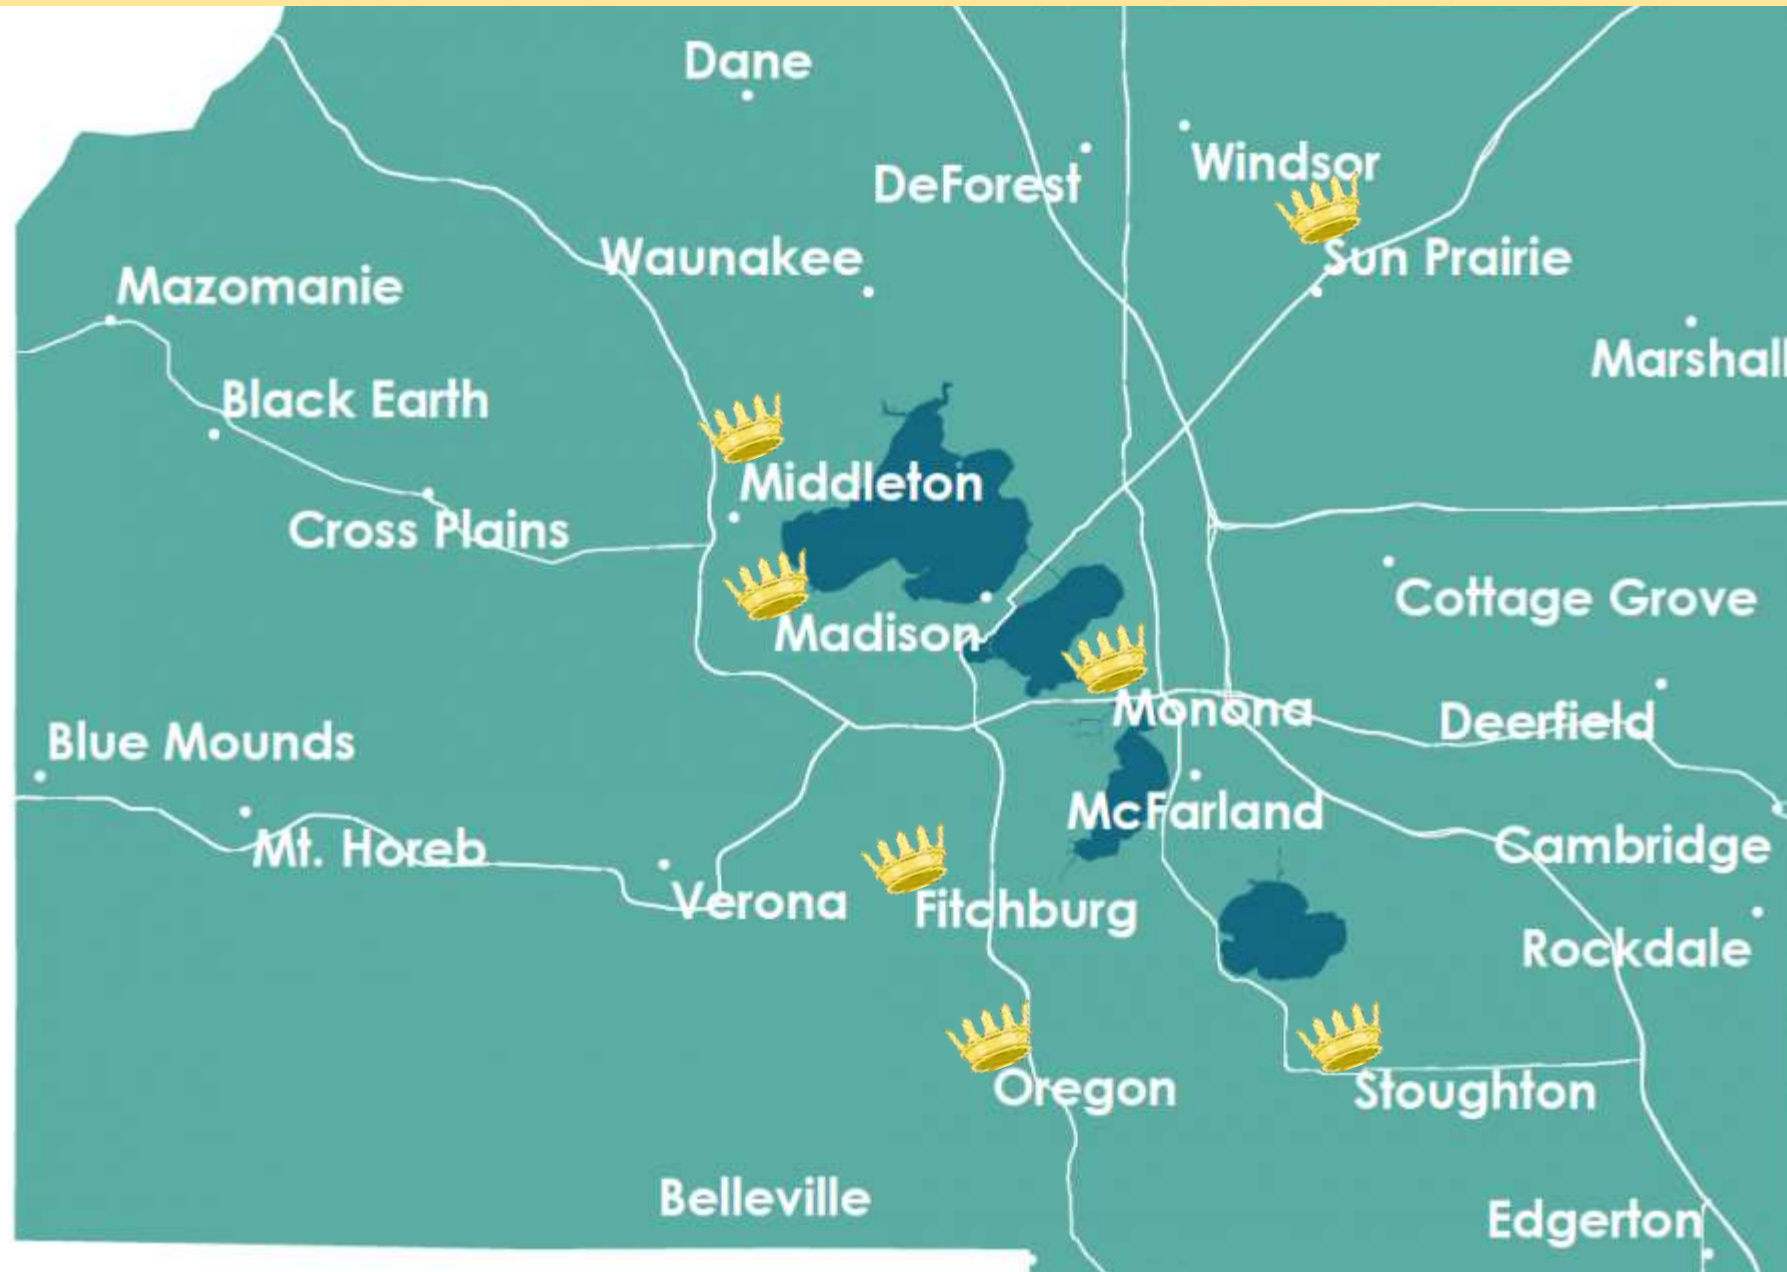 Dane
Windsor
DeForest
Waunakee
Sun Prairie
Mazomanie
Marshall
Black Earth
Middleton
Cross Plains
Cottage Grove
Madison
Monona
Deerfield
Blue Mounds
McFarland
Mt. Horeb
Cambridge
Verona
Fitchburg
Rockdale
Oregon
Stoughton
Belleville
Edgerton